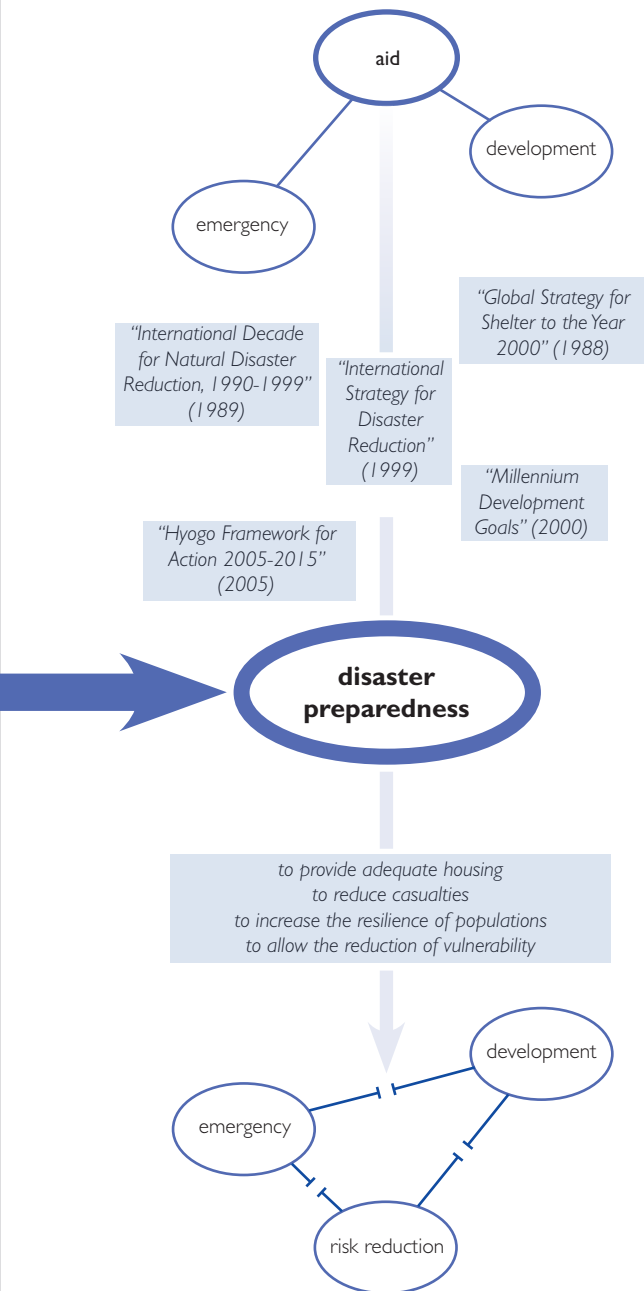 aid
development
emergency
“Global Strategy for
Shelter to the Year
2000” (1988)
“International Decade
for Natural Disaster
Reduction, 1990-1999”
(1989)
“International
Strategy for
Disaster
Reduction”
(1999)
“Millennium
Development
Goals” (2000)
“Hyogo Framework for
Action 2005-2015”
(2005)
disaster
preparedness
to provide adequate housing
to reduce casualties
to increase the resilience of populations
to allow the reduction of vulnerability
development
emergency
risk reduction